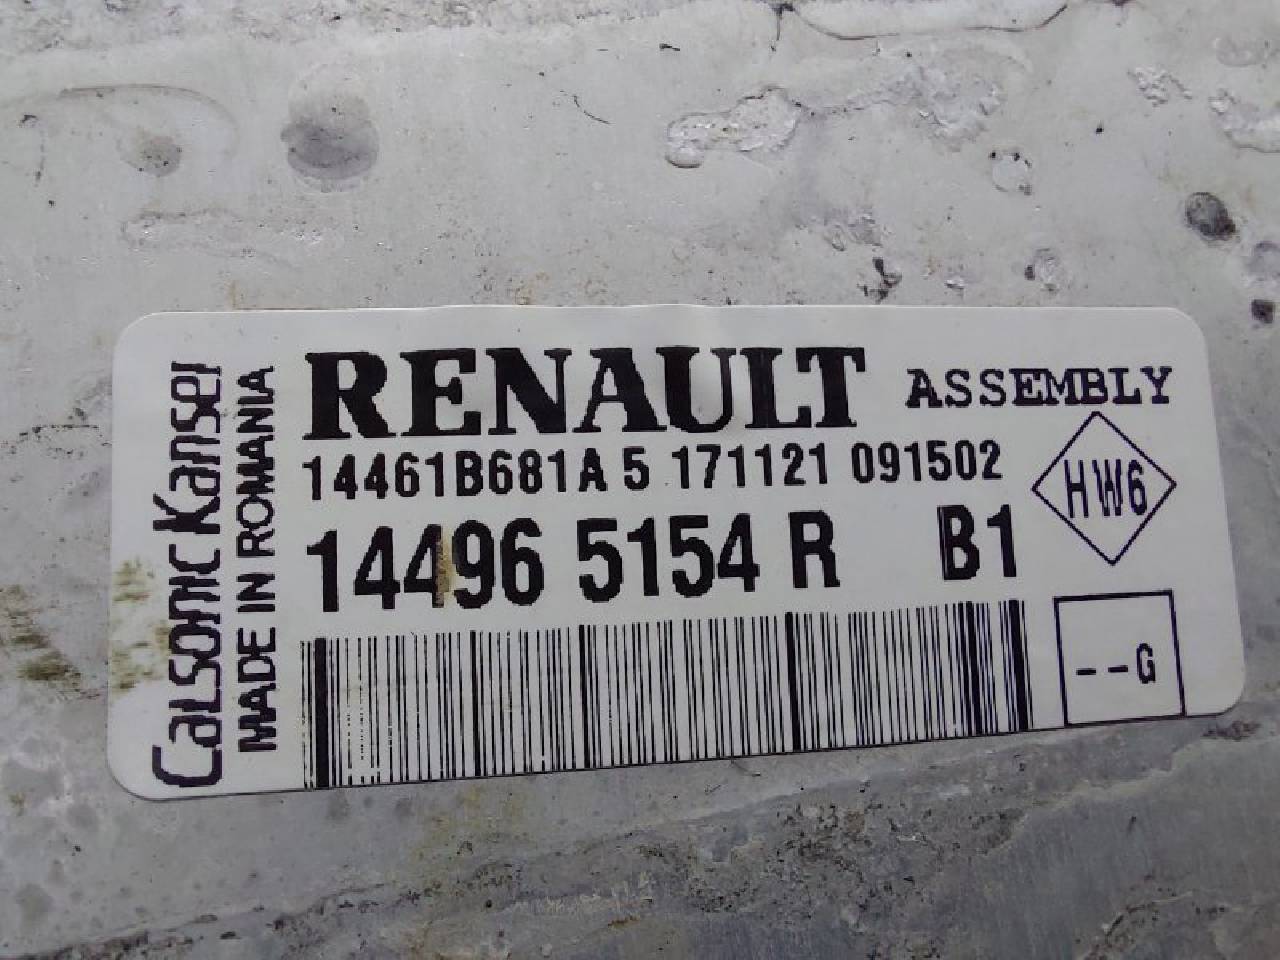 Calsonic Kansei
MADE IN ROMANIA
RENAULT ASSEMBLY
14461B681A 5 171121 091502
14496 5154 R B1
HW6
--G